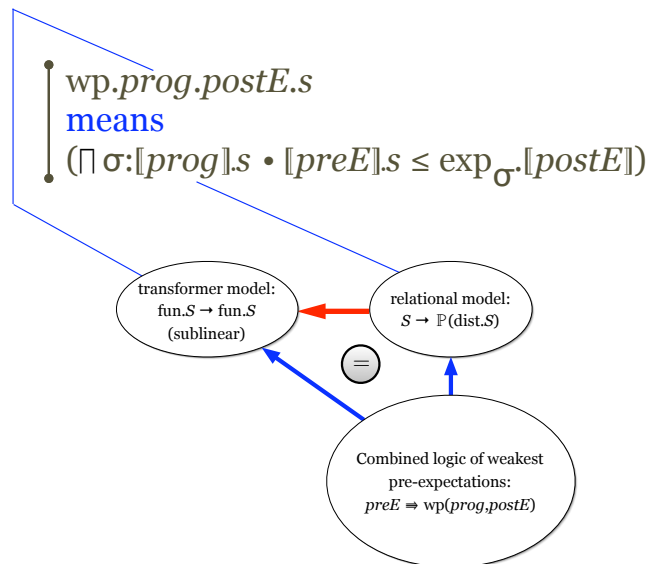 wp.prog.postE.s
means
(⊓ σ:⟦prog⟧.s • ⟦preE⟧.s ≤ expσ.⟦postE⟧)
transformer model:
fun.S → fun.S
(sublinear)
relational model:
S → ℙ(dist.S)
=
Combined logic of weakest
pre-expectations:
preE ⇛ wp(prog,postE)